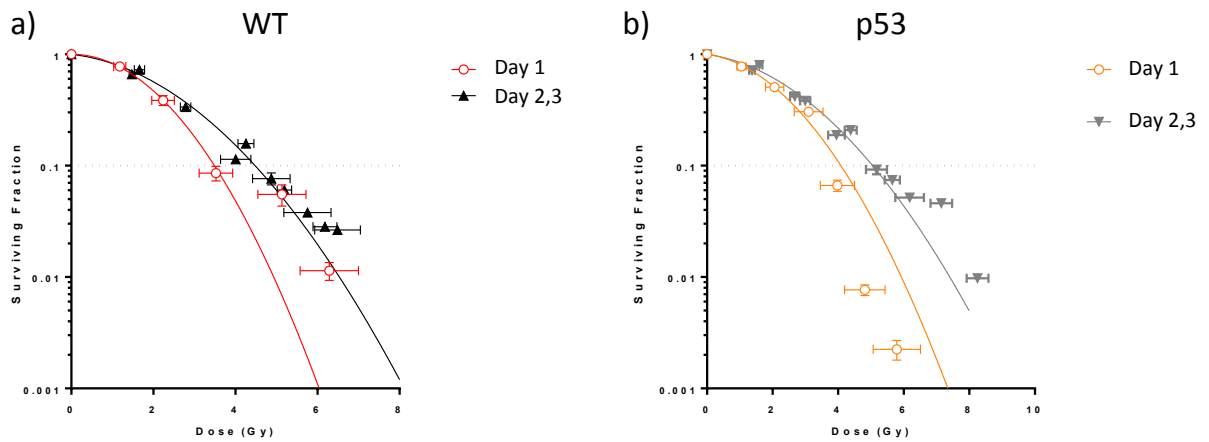 a)
WT
Day 1
Day 2,3
1
0.1
0.01
0.001
Surviving Fraction
0
2
4
6
8
Dose (Gy)
b)
p53
Day 1
Day 2,3
1
0.1
0.01
0.001
Surviving Fraction
0
2
4
6
8
10
Dose (Gy)